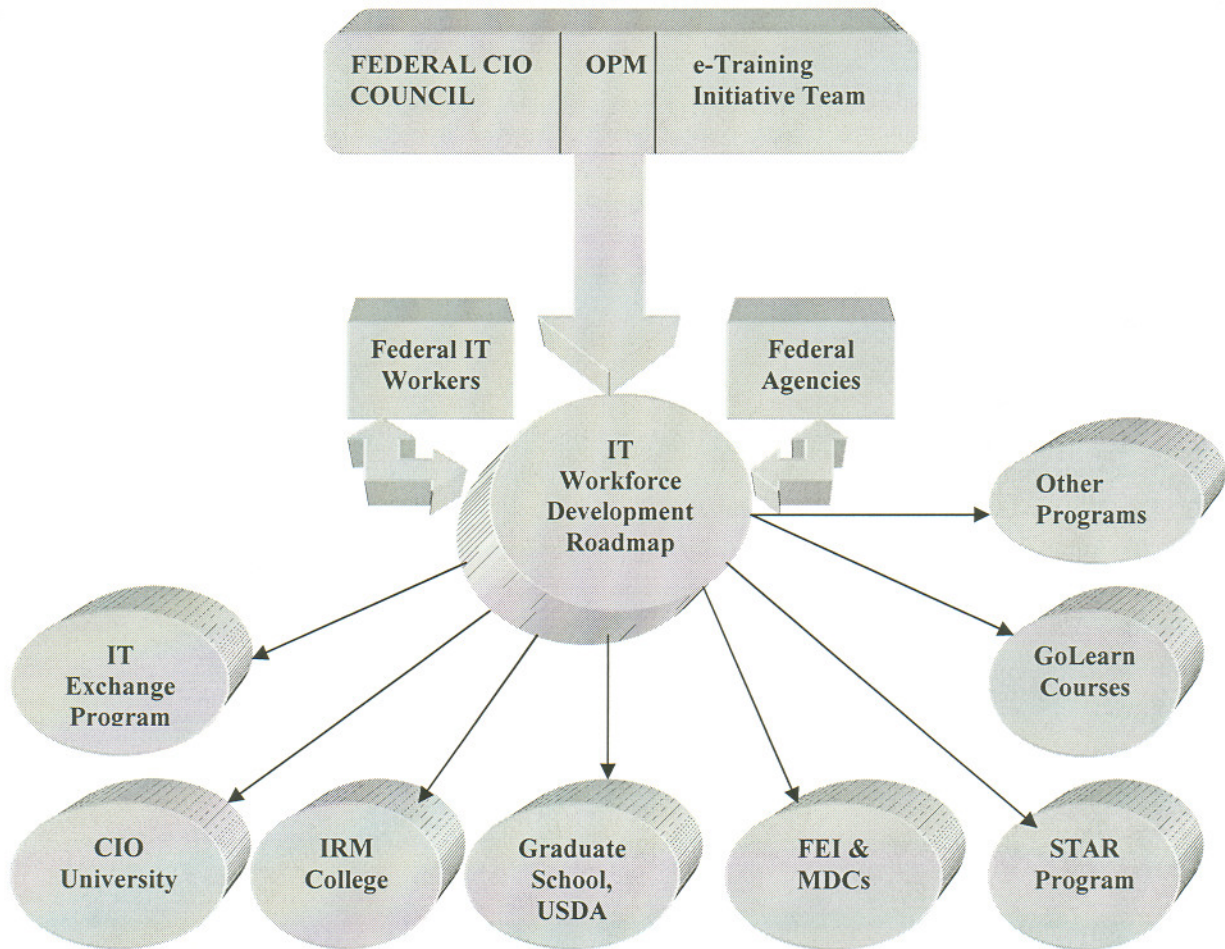 FEDERAL CIO
COUNCIL
OPM
e-Training
Initiative Team
Federal IT
Workers
Federal
Agencies
IT
Workforce
Development
Roadmap
Other
Programs
IT
Exchange
Program
GoLearn
Courses
CIO
University
IRM
College
Graduate
School,
USDA
FEI &
MDCs
STAR
Program